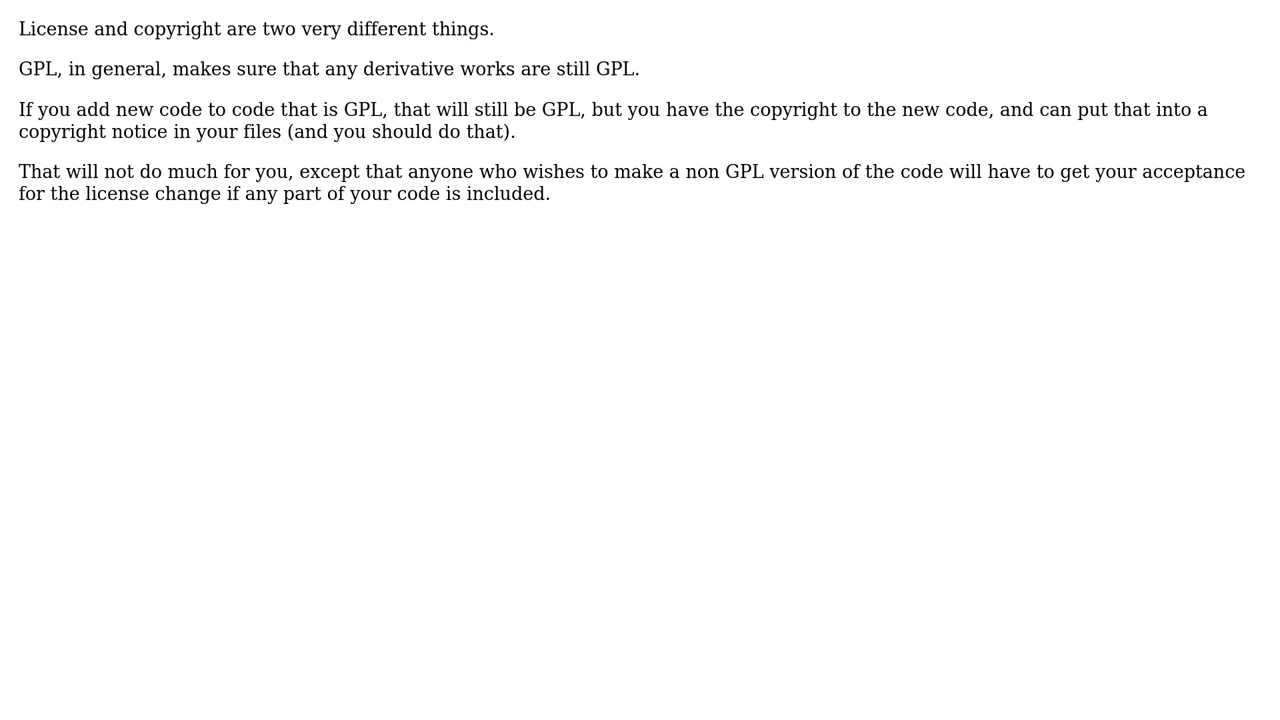 License and copyright are two very different things.
GPL, in general, makes sure that any derivative works are still GPL.
If you add new code to code that is GPL, that will still be GPL, but you have the copyright to the new code, and can put that into a
copyright notice in your files (and you should do that).
That will not do much for you, except that anyone who wishes to make a non GPL version of the code will have to get your acceptance
for the license change if any part of your code is included.